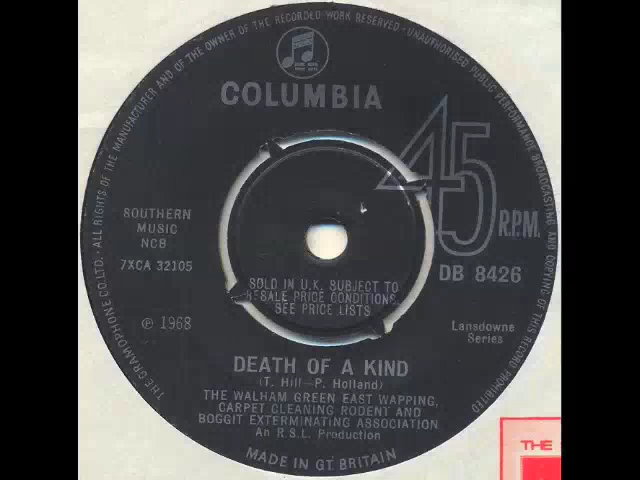 ALL RIGHTS OF THE MANUFACTURER AND OF THE OWNER OF THE RECORDED WORK RESERVED · UNAUTHORISED PUBLIC PERFORMANCE BROADCASTING AND COPYING OF THIS RECORD PROHIBITED
THE GRAMOPHONE CO. LTD. ·
COLUMBIA
45
R.P.M.
SOUTHERN
MUSIC
NCB
7XCA 32105
DB 8426
SOLD IN U.K. SUBJECT TO
RESALE PRICE CONDITIONS,
SEE PRICE LISTS
℗ 1968
Lansdowne
Series
DEATH OF A KIND
(T. Hill—P. Holland)
THE WALHAM GREEN EAST WAPPING,
CARPET CLEANING RODENT AND
BOGGIT EXTERMINATING ASSOCIATION
An R.S.L. Production
MADE IN GT. BRITAIN
THE